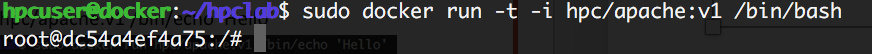 hpcuser@docker:~/hpclab$ sudo docker run -t -i hpc/apache:v1 /bin/bash
root@dc54a4ef4a75:/#